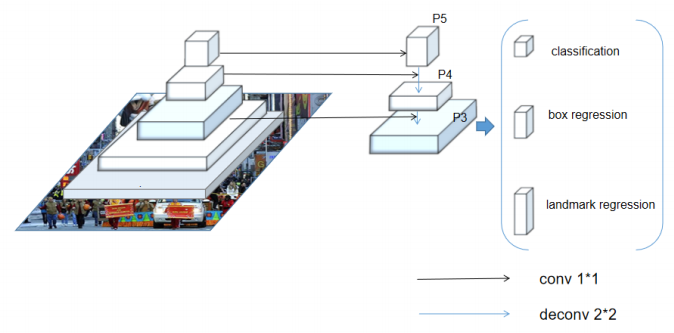 P5
P4
P3
classification
box regression
landmark regression
conv 1*1
deconv 2*2